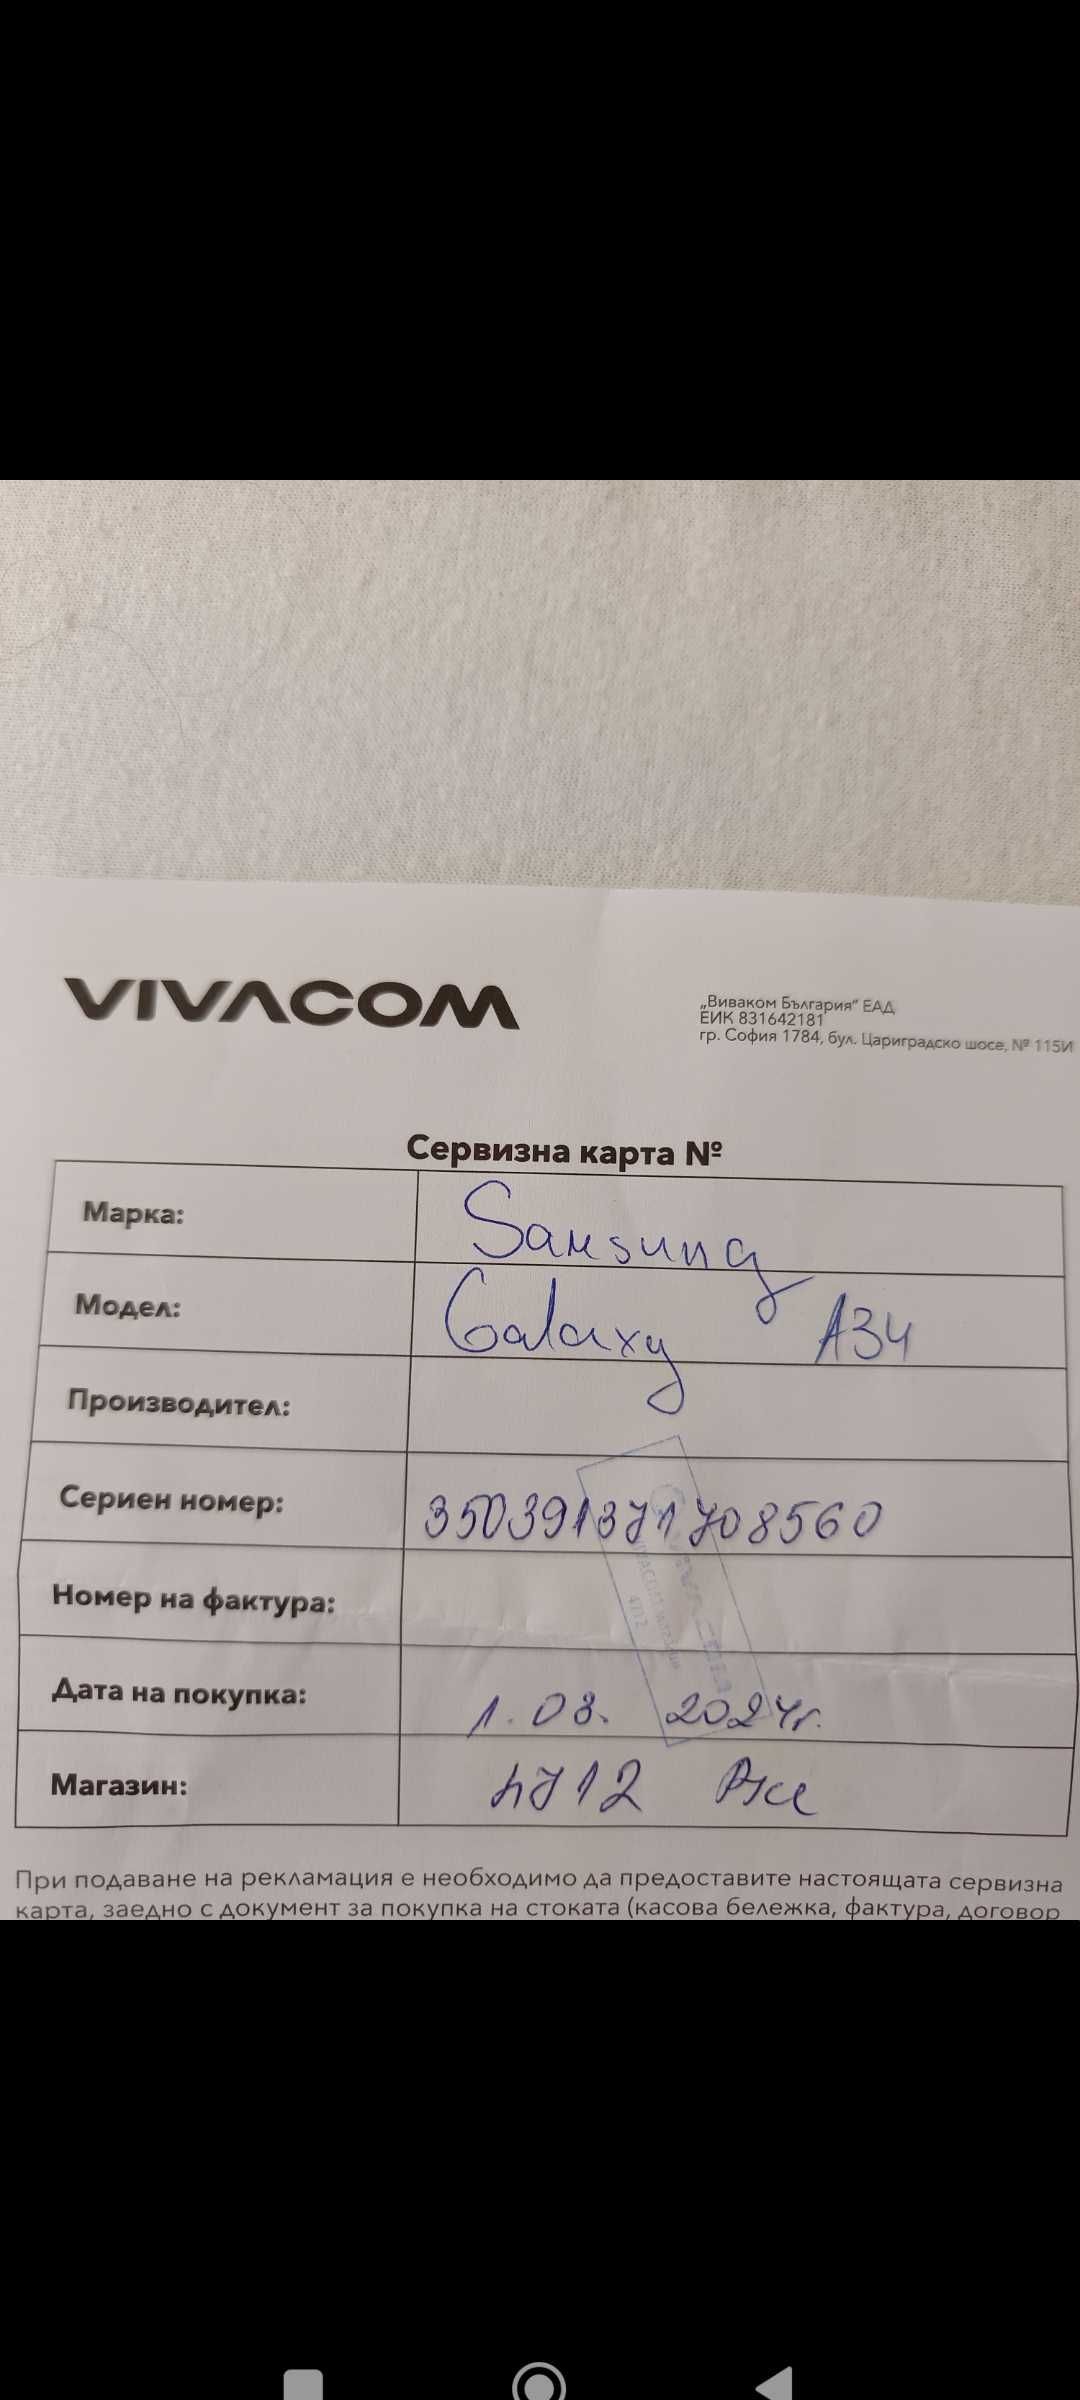 VIVACOM
„Виваком България“ ЕАД
ЕИК 831642181
гр. София 1784, бул. Цариградско шосе, № 115И
Сервизна карта №
Марка: Samsung
Модел: Galaxy A34
Производител:
Сериен номер: 350391371708560
Номер на фактура:
Дата на покупка: 1.03. 2024г.
Магазин: 4712
При подаване на рекламация е необходимо да предоставите настоящата сервизна
карта, заедно с документ за покупка на стоката (касова бележка, фактура, договор